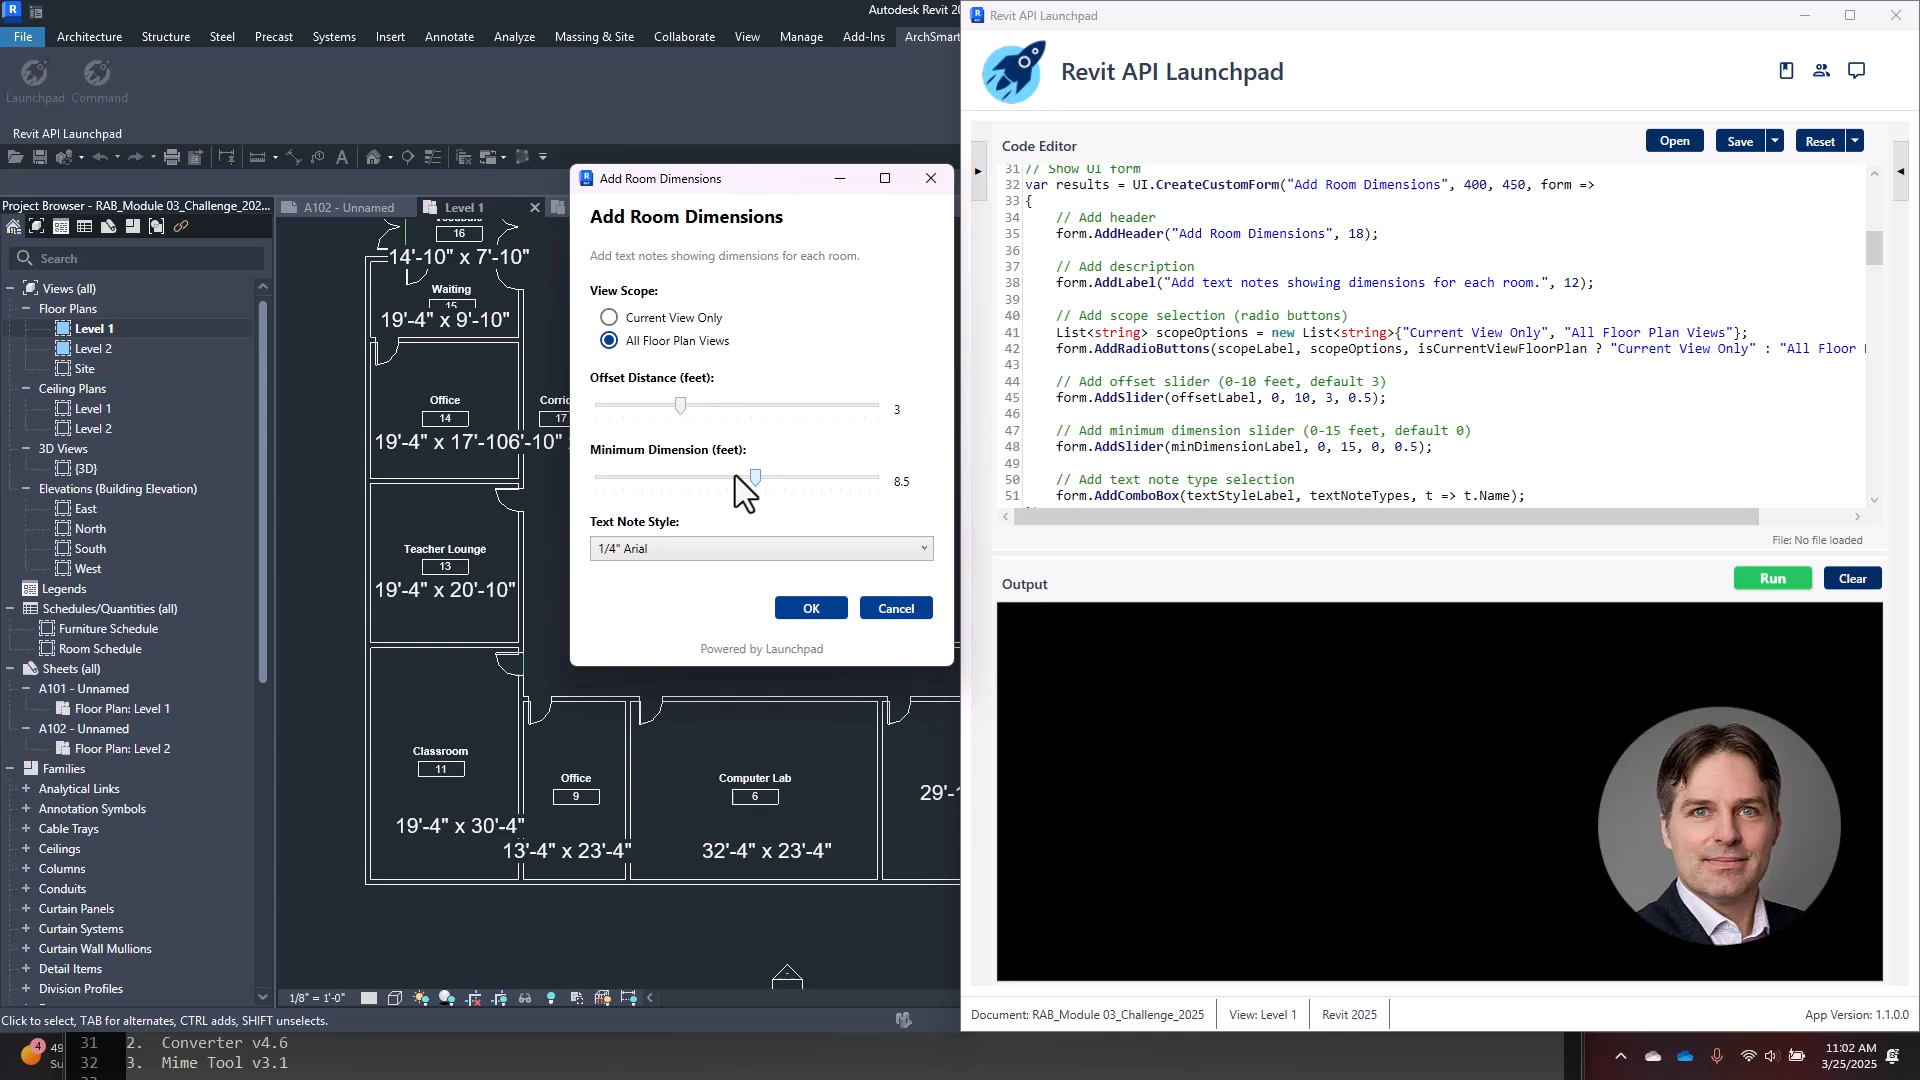 Autodesk Revit 20
File
Architecture
Structure
Steel
Precast
Systems
Insert
Annotate
Analyze
Massing & Site
Collaborate
View
Manage
Add-Ins
ArchSmart
Launchpad
Command
Revit API Launchpad
Project Browser - RAB_Module 03_Challenge_202...
Search
Views (all)
Floor Plans
Level 1
Level 2
Site
Ceiling Plans
Level 1
Level 2
3D Views
{3D}
Elevations (Building Elevation)
East
North
South
West
Legends
Schedules/Quantities (all)
Furniture Schedule
Room Schedule
Sheets (all)
A101 - Unnamed
Floor Plan: Level 1
A102 - Unnamed
Floor Plan: Level 2
Families
Analytical Links
Annotation Symbols
Cable Trays
Ceilings
Columns
Conduits
Curtain Panels
Curtain Systems
Curtain Wall Mullions
Detail Items
Division Profiles
A102 - Unnamed
Level 1
16
14'-10" x 7'-10"
Waiting
15
19'-4" x 9'-10"
Office
14
Corric
17
19'-4" x 17'-106'-10"
Teacher Lounge
13
19'-4" x 20'-10"
Classroom
11
19'-4" x 30'-4"
Office
9
13'-4" x 23'-4"
Computer Lab
6
32'-4" x 23'-4"
29'-1
1/8" = 1'-0"
Click to select, TAB for alternates, CTRL adds, SHIFT unselects.
Add Room Dimensions
Add Room Dimensions
Add text notes showing dimensions for each room.
View Scope:
Current View Only
All Floor Plan Views
Offset Distance (feet):
3
Minimum Dimension (feet):
8.5
Text Note Style:
1/4" Arial
OK
Cancel
Powered by Launchpad
Revit API Launchpad
Revit API Launchpad
Code Editor
Open
Save
Reset
31 // Show UI form
32 var results = UI.CreateCustomForm("Add Room Dimensions", 400, 450, form =>
33 {
34 // Add header
35 form.AddHeader("Add Room Dimensions", 18);
36
37 // Add description
38 form.AddLabel("Add text notes showing dimensions for each room.", 12);
39
40 // Add scope selection (radio buttons)
41 List<string> scopeOptions = new List<string>{"Current View Only", "All Floor Plan Views"};
42 form.AddRadioButtons(scopeLabel, scopeOptions, isCurrentViewFloorPlan ? "Current View Only" : "All Floor
43
44 // Add offset slider (0-10 feet, default 3)
45 form.AddSlider(offsetLabel, 0, 10, 3, 0.5);
46
47 // Add minimum dimension slider (0-15 feet, default 0)
48 form.AddSlider(minDimensionLabel, 0, 15, 0, 0.5);
49
50 // Add text note type selection
51 form.AddComboBox(textStyleLabel, textNoteTypes, t => t.Name);
File: No file loaded
Output
Run
Clear
Document: RAB_Module 03_Challenge_2025
View: Level 1
Revit 2025
App Version: 1.1.0.0
4
49
Su
31 2. Converter v4.6
32 3. Mime Tool v3.1
11:02 AM
3/25/2025